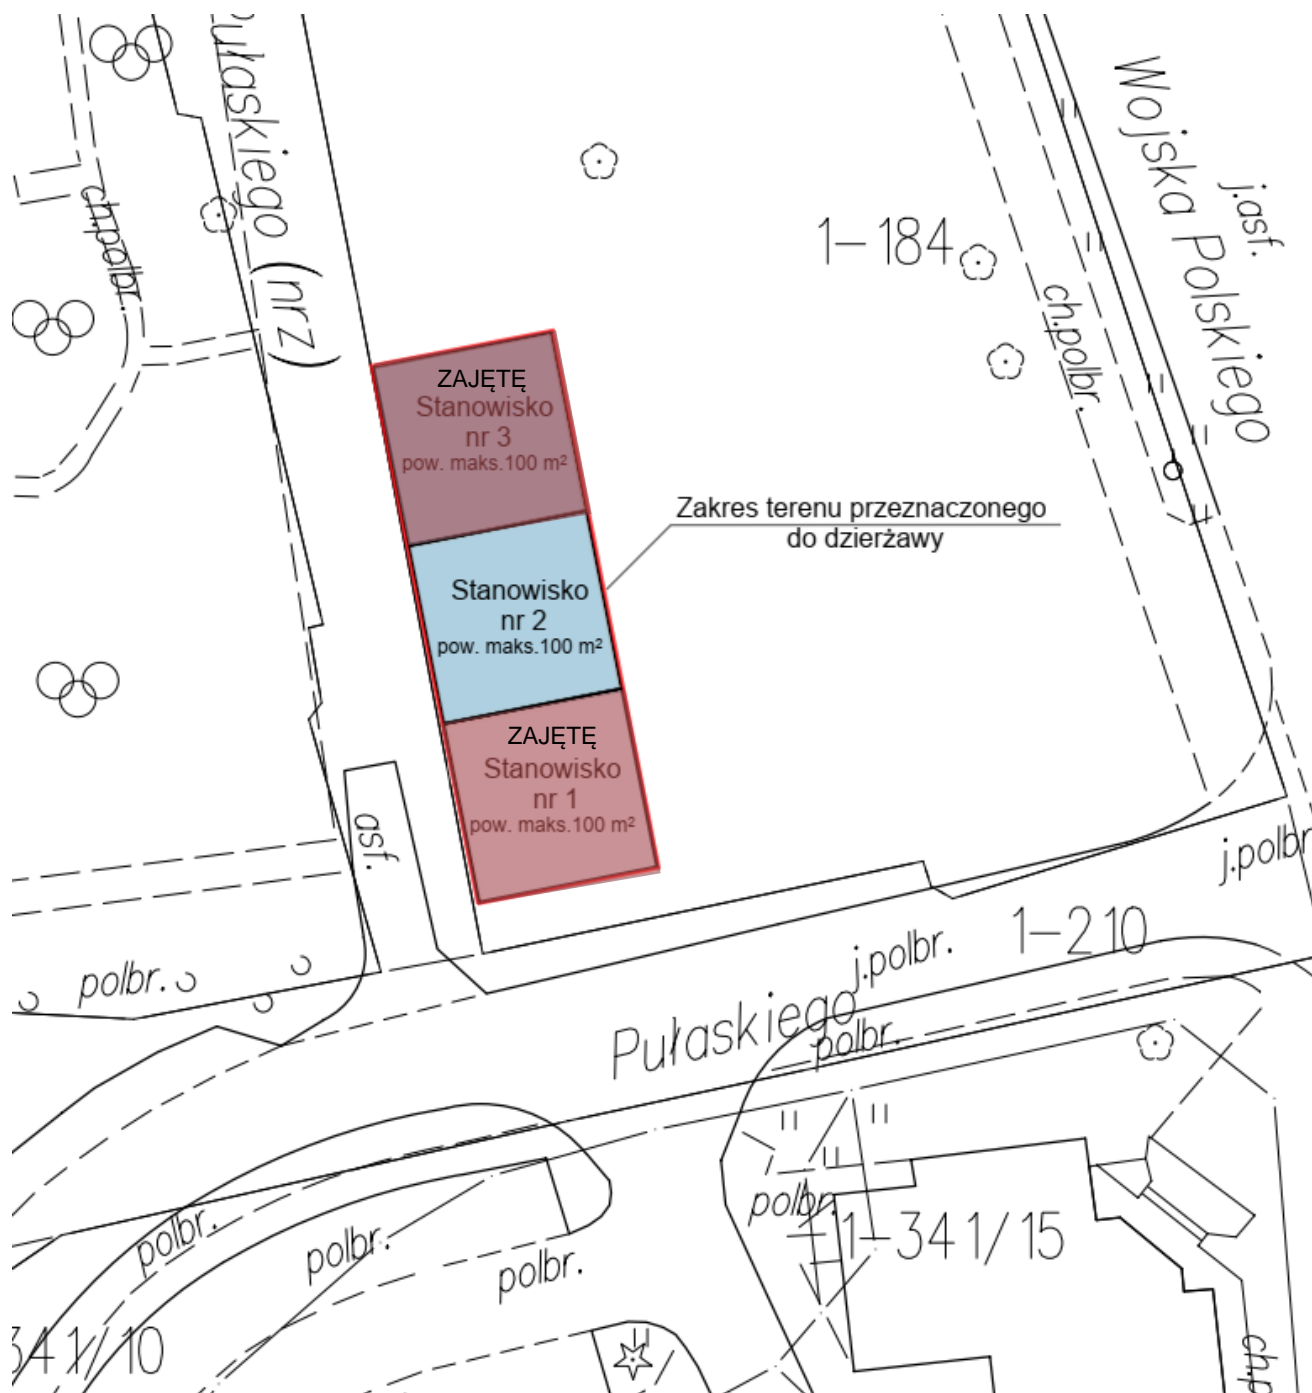 Pułaskiego (nrz)
Wojska Polskiego
j.asf.
ch.polbr.
1-184
ch.polbr.
ZAJĘTĘ
Stanowisko
nr 3
pow. maks.100 m²
Zakres terenu przeznaczonego
do dzierżawy
Stanowisko
nr 2
pow. maks.100 m²
ZAJĘTĘ
Stanowisko
nr 1
pow. maks.100 m²
asf.
j.polbr
1-210
j.polbr.
polbr.
Pułaskiego
polbr.
polbr.
1-341/15
polbr.
polbr.
polbr.
341/10
ch.p